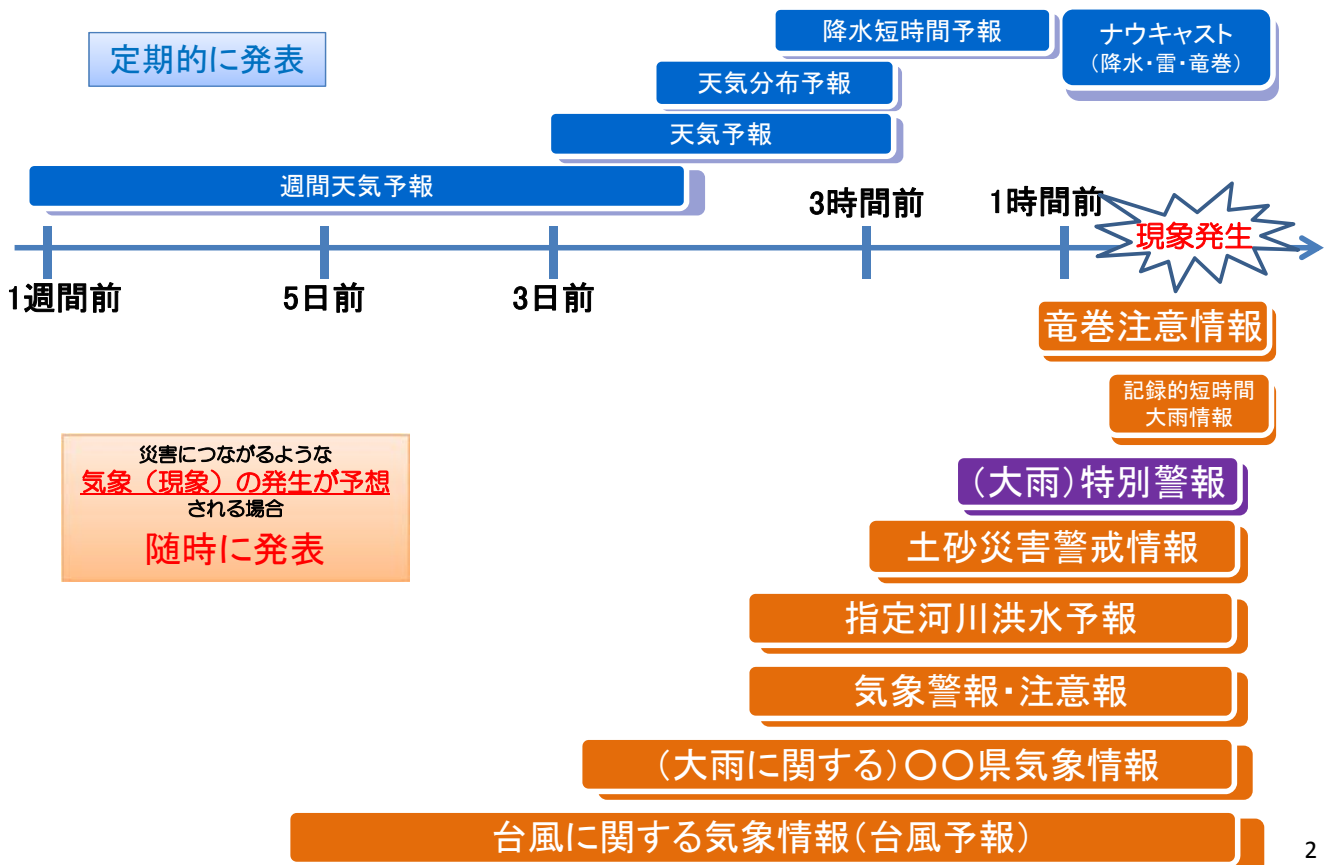 定期的に発表
降水短時間予報
ナウキャスト
（降水・雷・竜巻）
天気分布予報
天気予報
週間天気予報
3時間前
1時間前
現象発生
1週間前
5日前
3日前
竜巻注意情報
記録的短時間
大雨情報
災害につながるような
気象（現象）の発生が予想
される場合
随時に発表
（大雨）特別警報
土砂災害警戒情報
指定河川洪水予報
気象警報・注意報
（大雨に関する）〇〇県気象情報
台風に関する気象情報（台風予報）
2